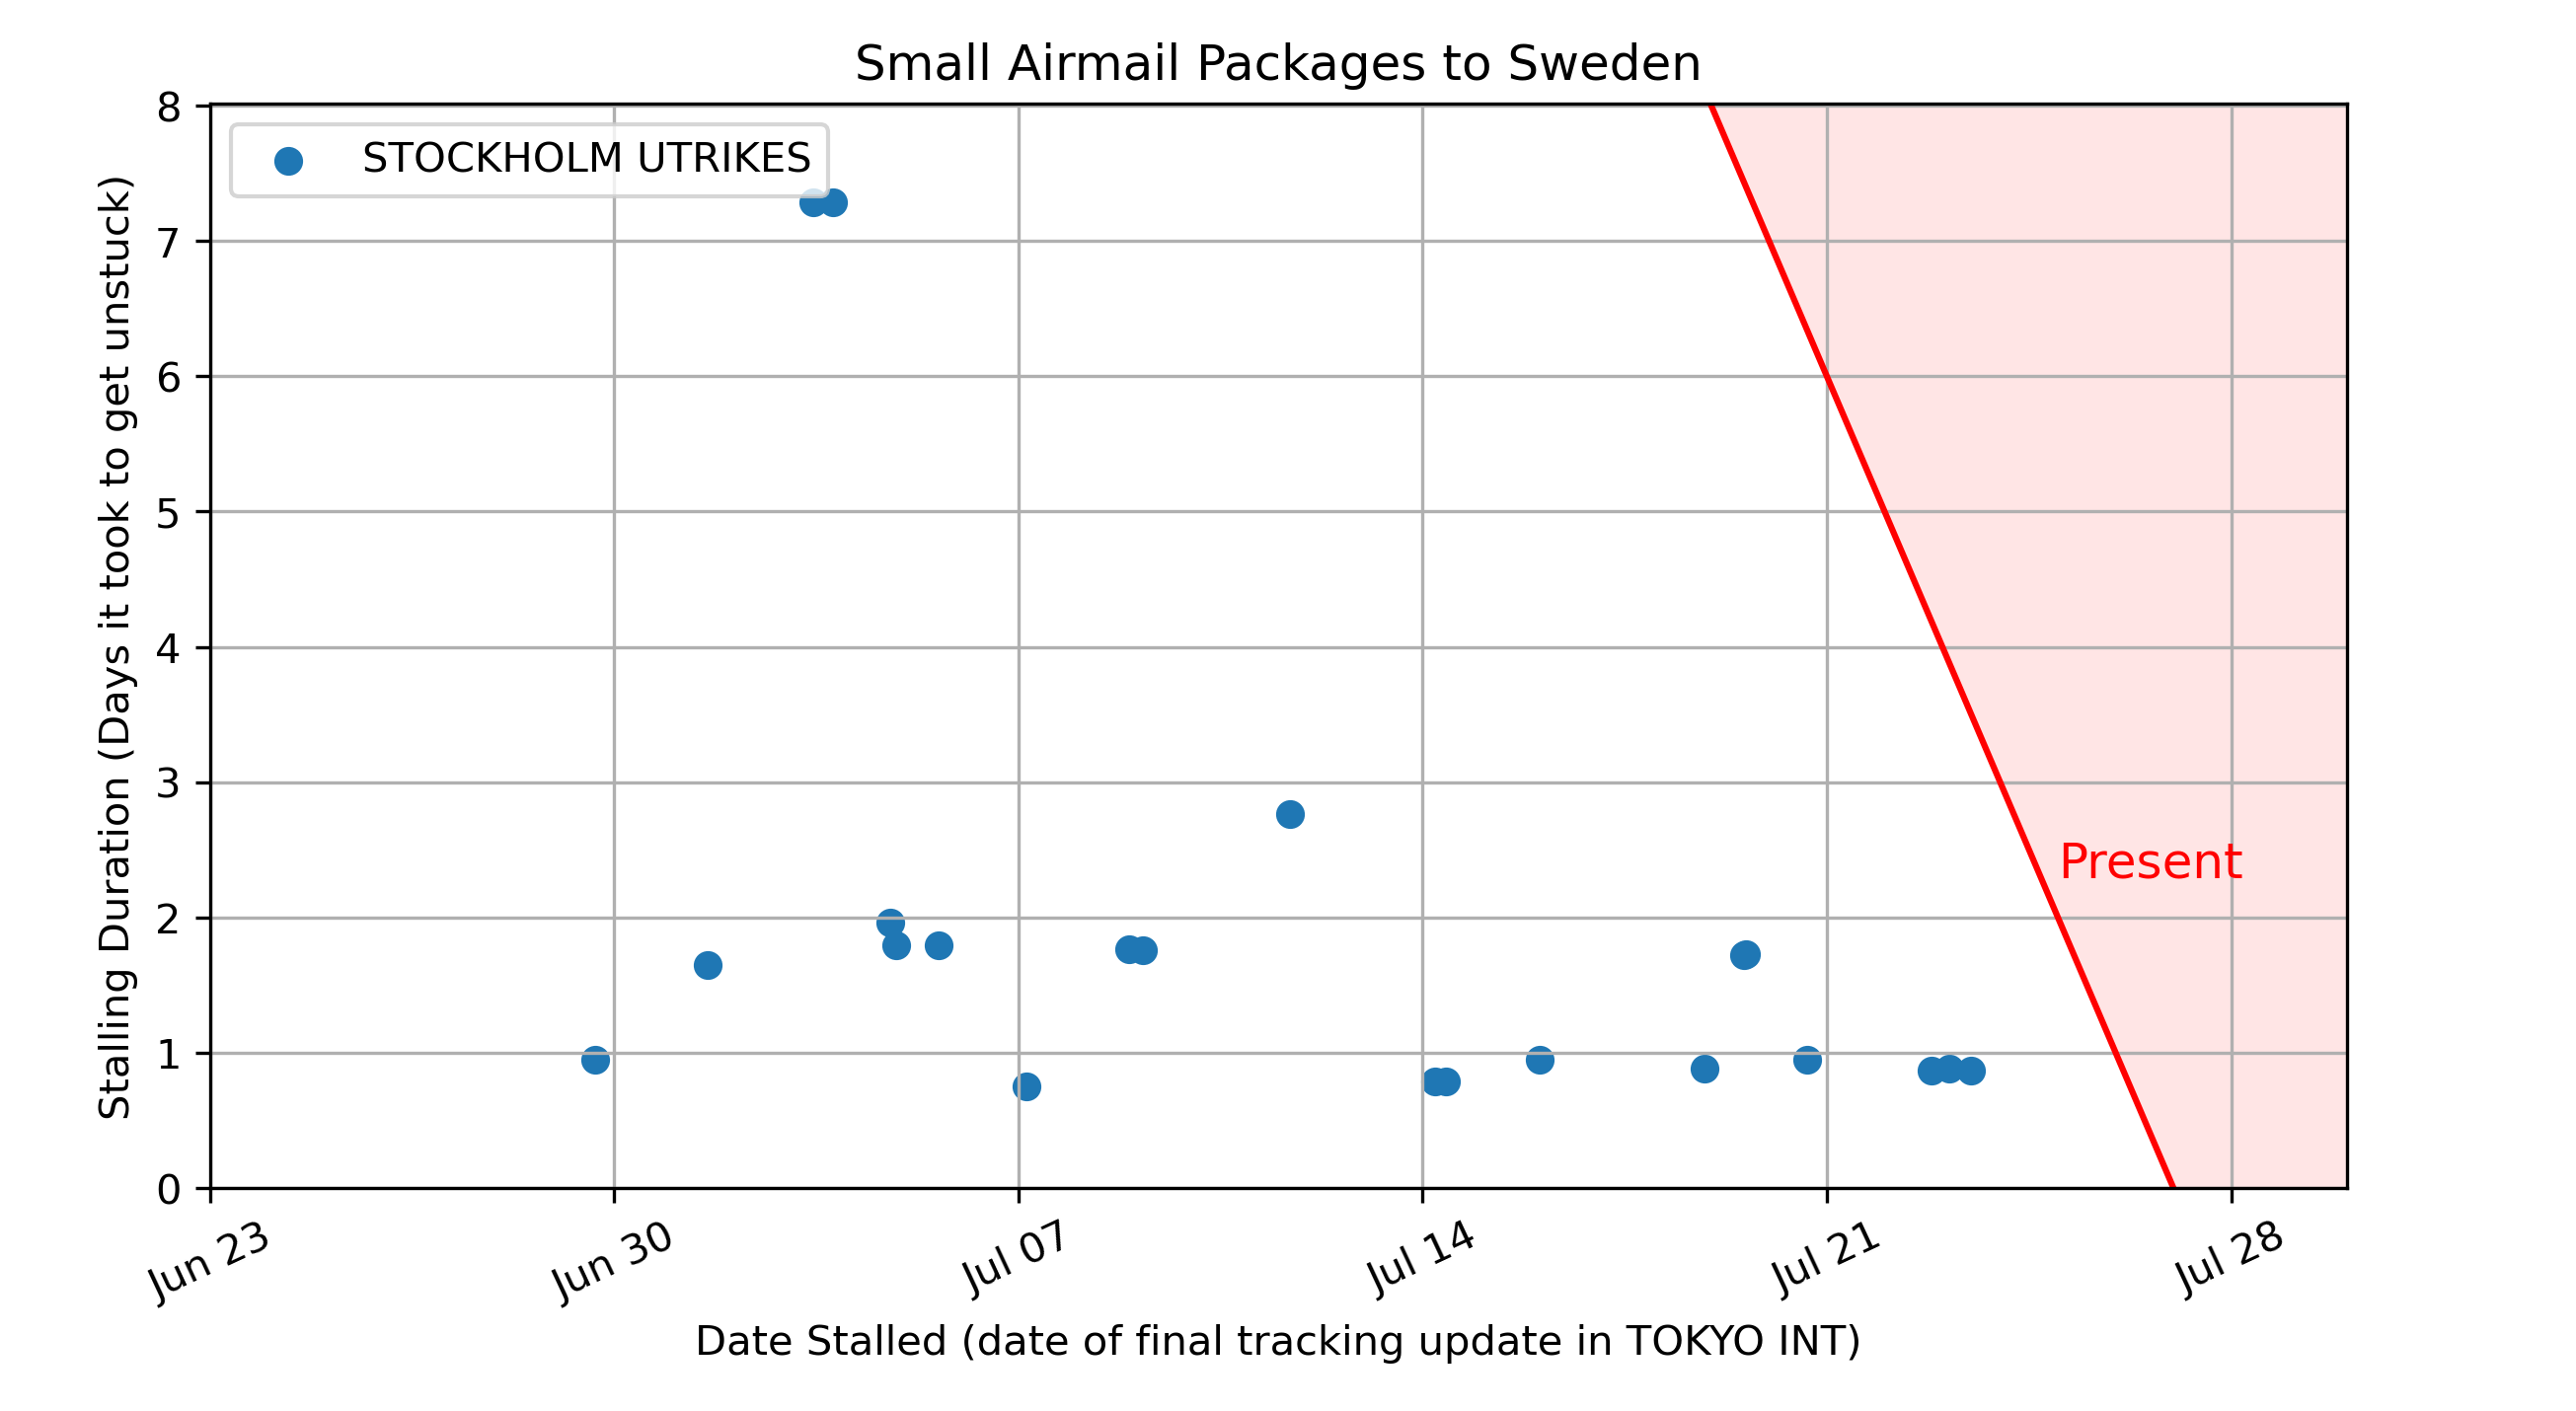 Small Airmail Packages to Sweden
STOCKHOLM UTRIKES
Stalling Duration (Days it took to get unstuck)
8
7
6
5
4
3
2
1
0
Present
Jun 23
Jun 30
Jul 07
Jul 14
Jul 21
Jul 28
Date Stalled (date of final tracking update in TOKYO INT)